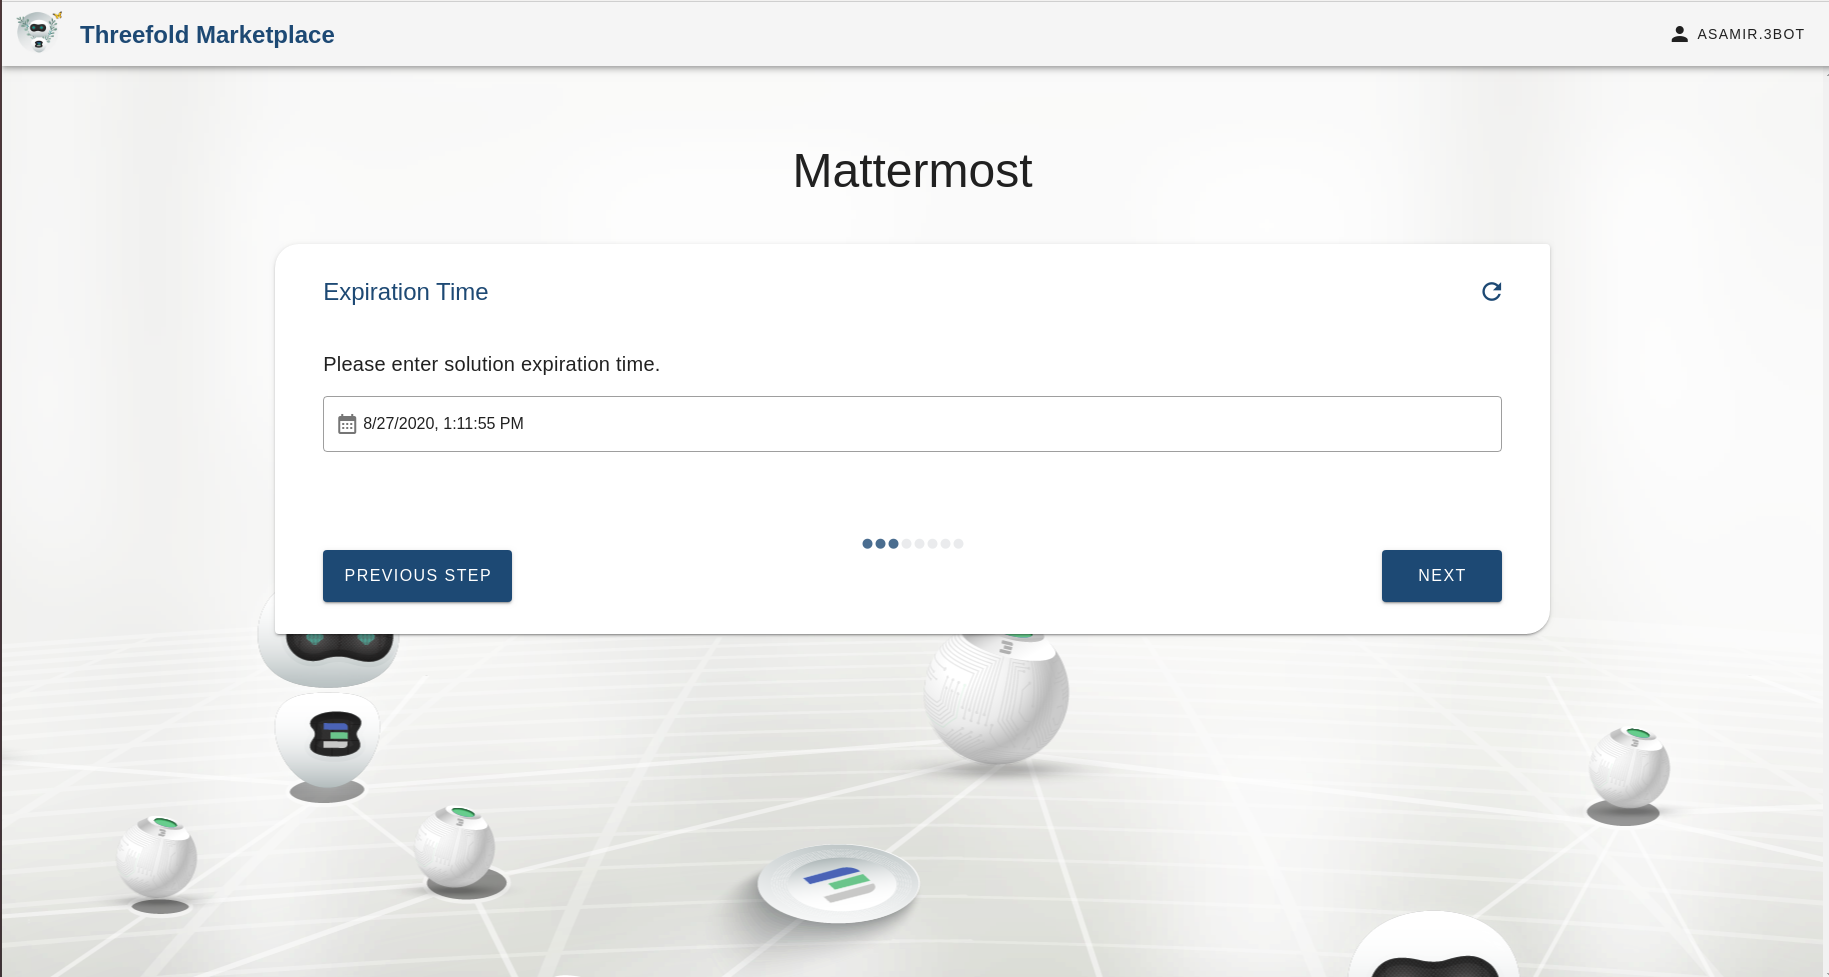 Threefold Marketplace
ASAMIR.3BOT
Mattermost
Expiration Time
Please enter solution expiration time.
8/27/2020, 1:11:55 PM
PREVIOUS STEP
NEXT